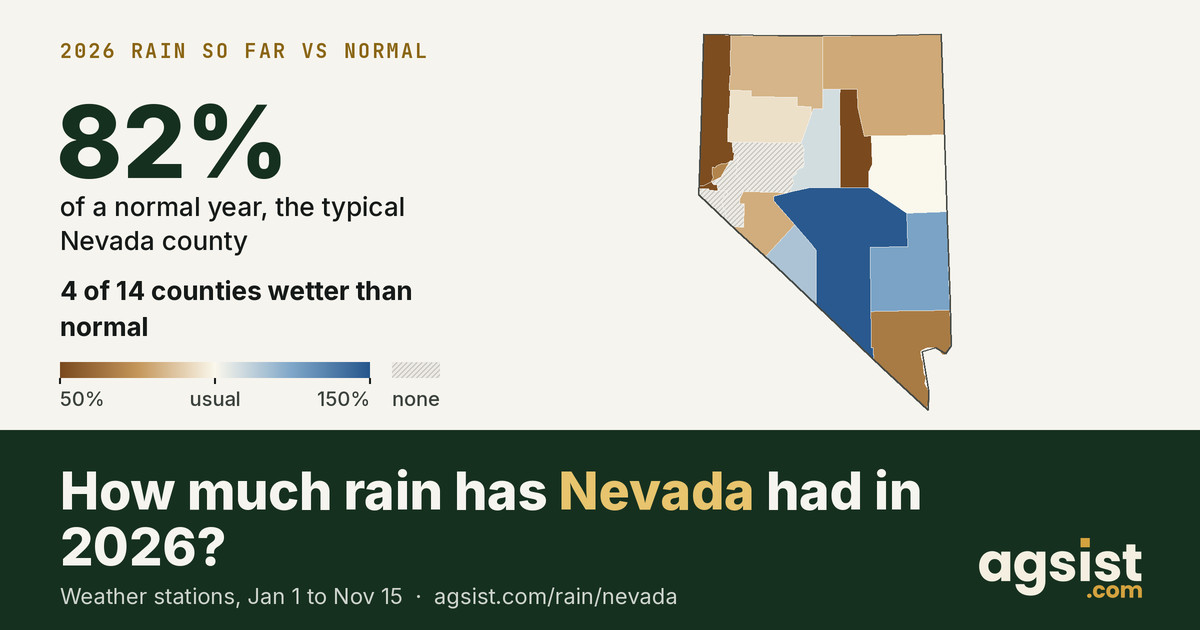 2026 RAIN SO FAR VS NORMAL
82%
of a normal year, the typical
Nevada county
4 of 14 counties wetter than
normal
50% usual 150% none
How much rain has Nevada had in
2026?
Weather stations, Jan 1 to Nov 15 · agsist.com/rain/nevada
agsist
.com